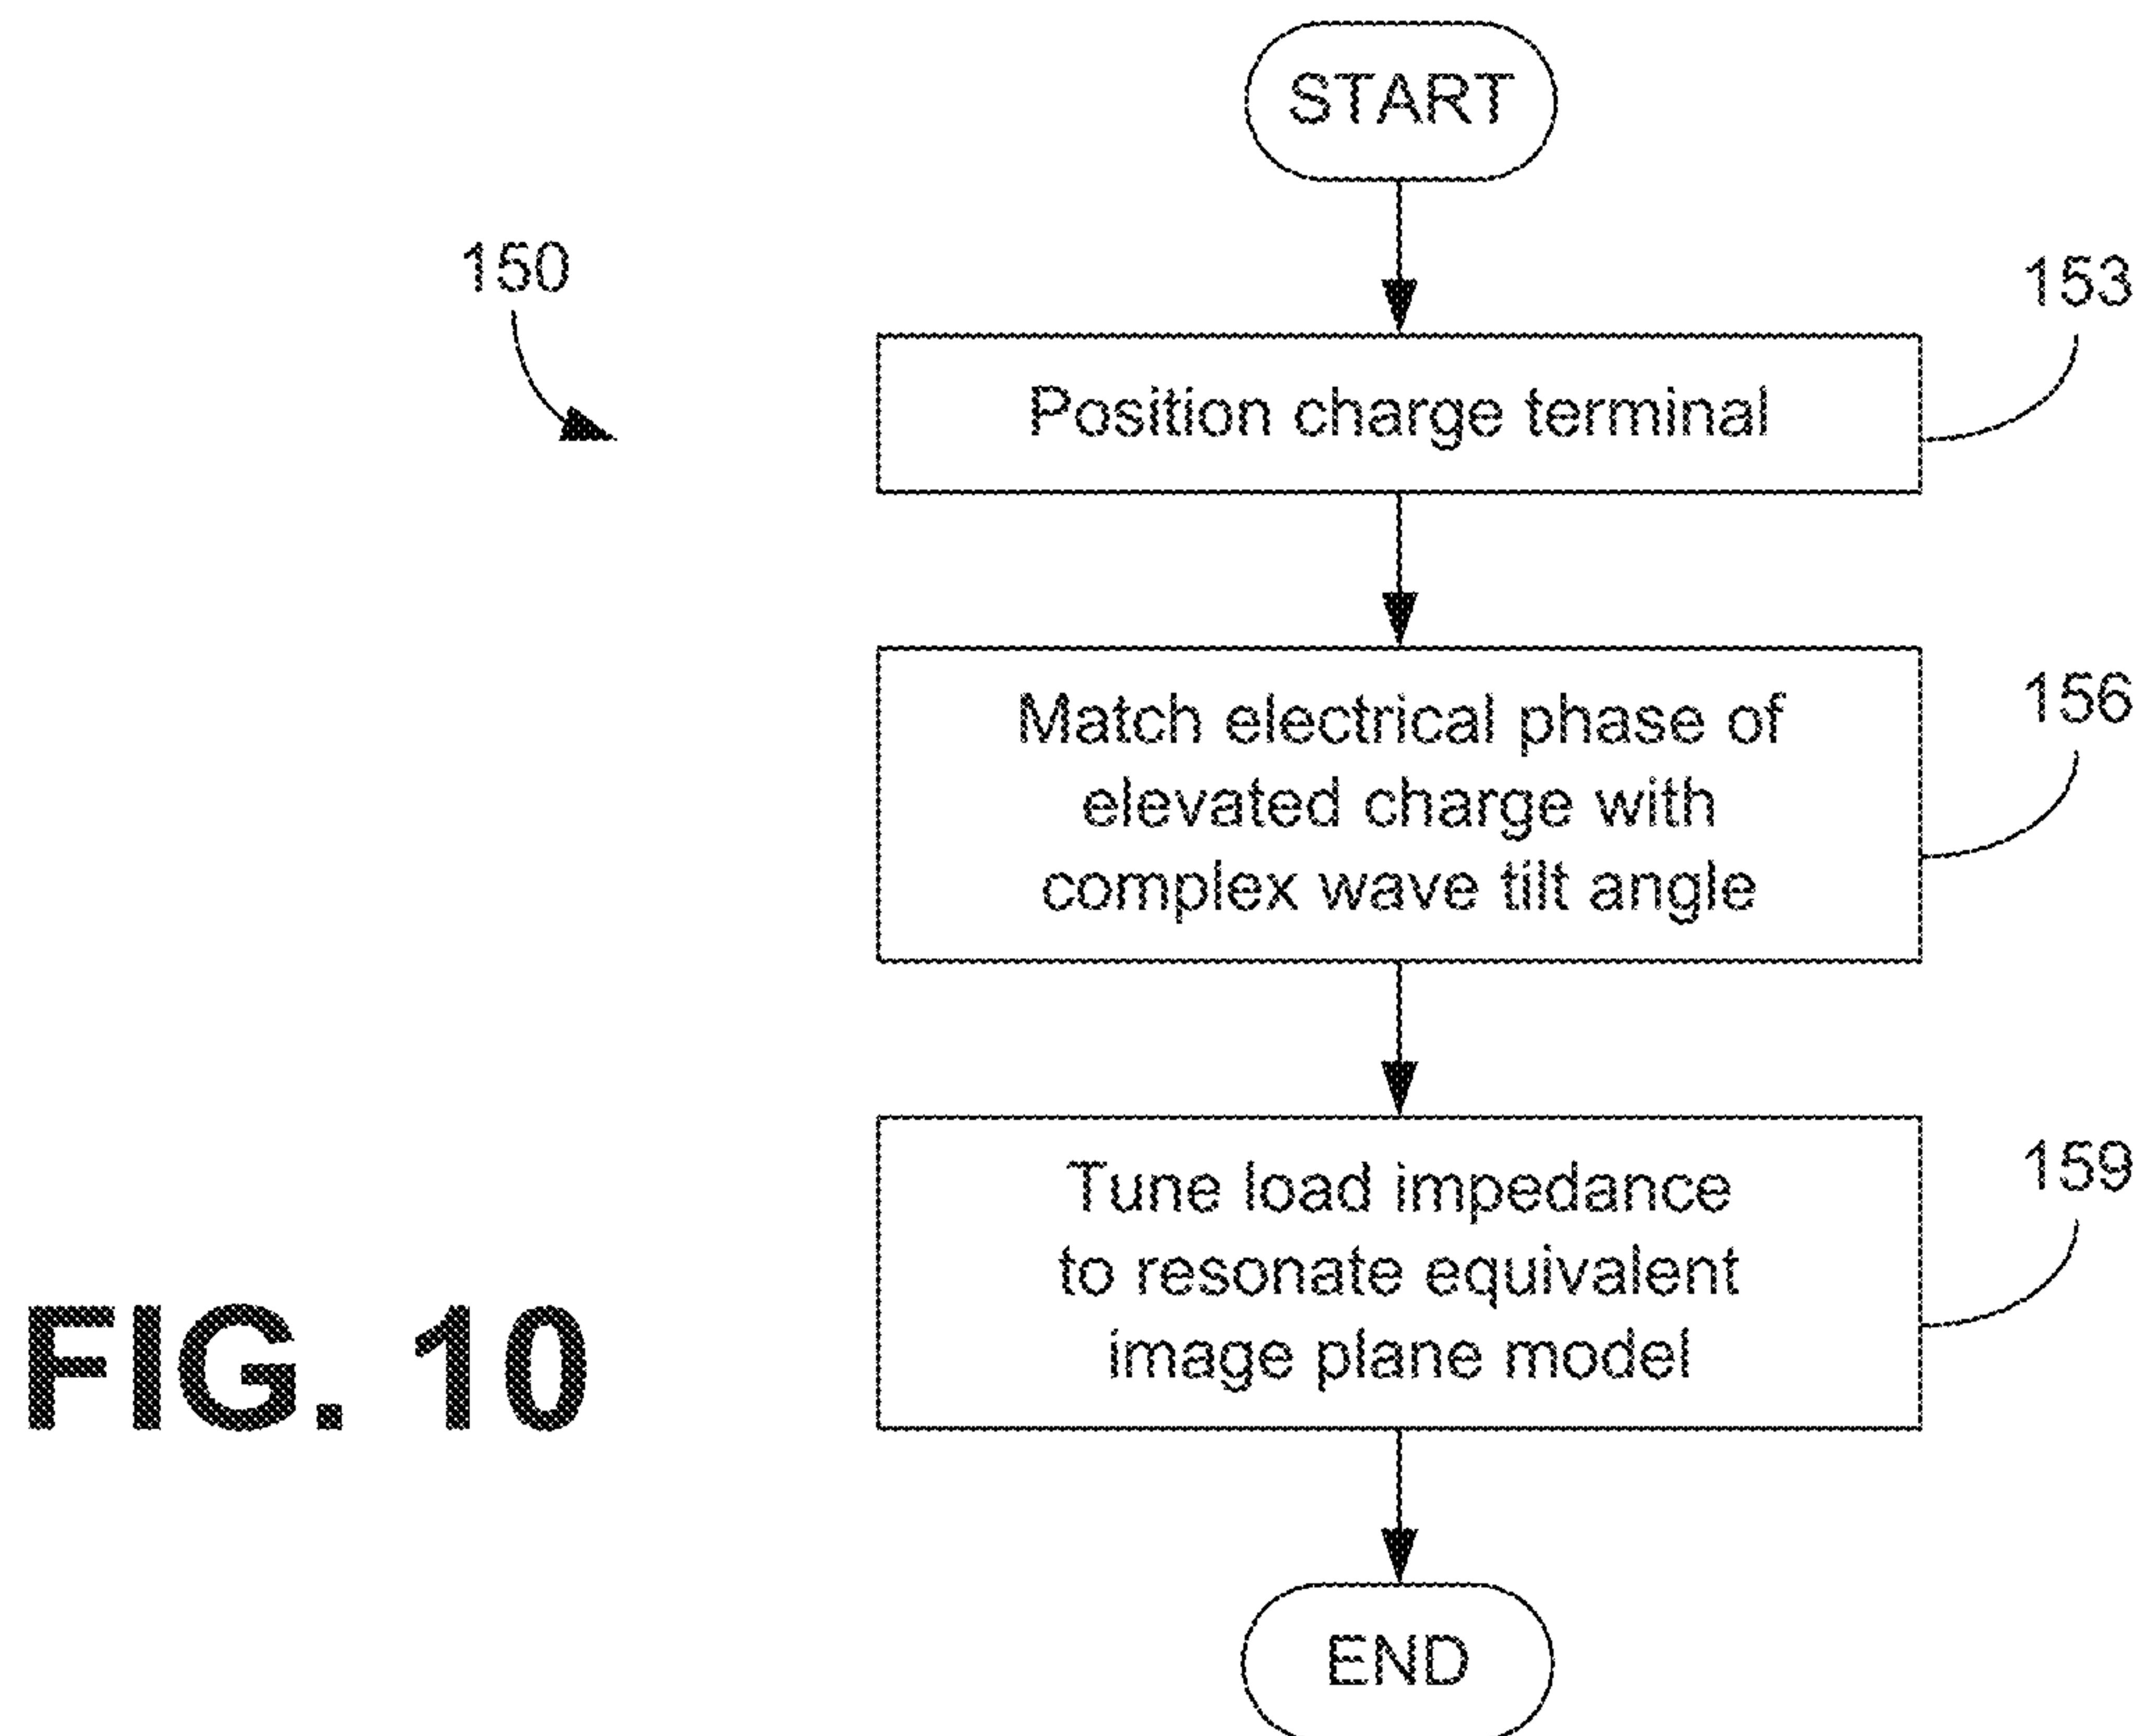 START
150
153
Position charge terminal
156
Match electrical phase of
elevated charge with
complex wave tilt angle
159
Tune load impedance
to resonate equivalent
image plane model
FIG. 10
END